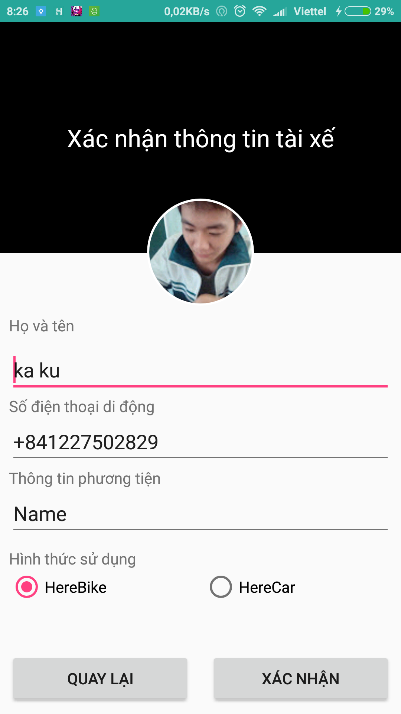 8:26 H 0,02KB/s Viettel 29%
Xác nhận thông tin tài xế
Họ và tên
ka ku
Số điện thoại di động
+841227502829
Thông tin phương tiện
Name
Hình thức sử dụng
HereBike HereCar
QUAY LẠI XÁC NHẬN